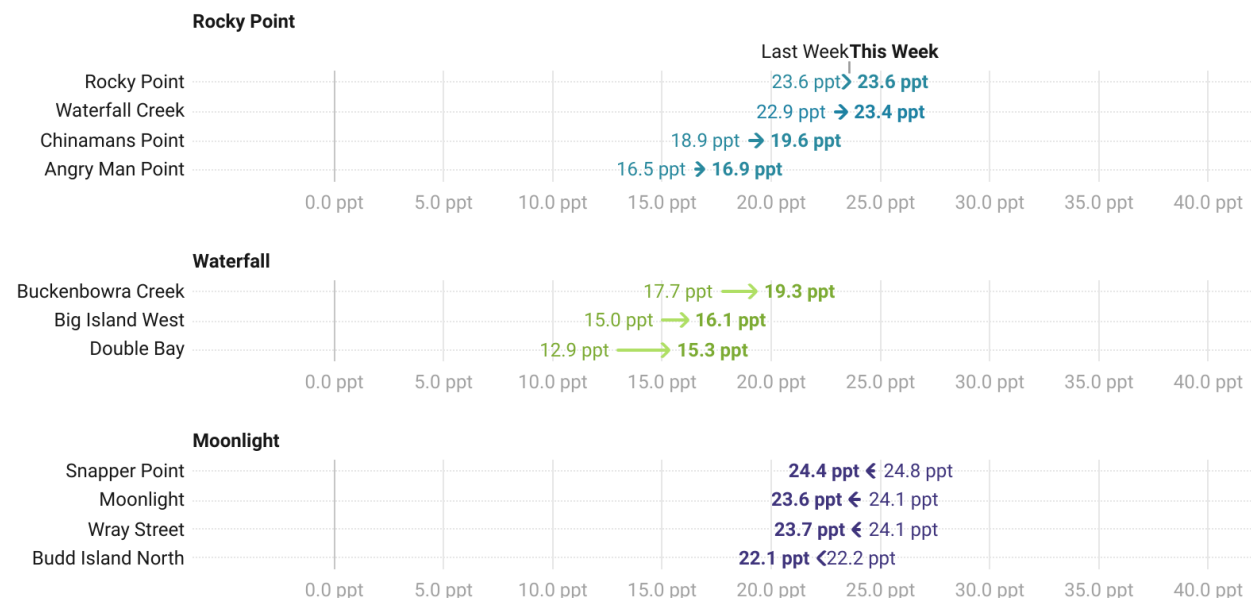 Rocky Point
Last Week This Week
Rocky Point 23.6 ppt 23.6 ppt
Waterfall Creek 22.9 ppt 23.4 ppt
Chinamans Point 18.9 ppt 19.6 ppt
Angry Man Point 16.5 ppt 16.9 ppt
0.0 ppt 5.0 ppt 10.0 ppt 15.0 ppt 20.0 ppt 25.0 ppt 30.0 ppt 35.0 ppt 40.0 ppt
Waterfall
Buckenbowra Creek 17.7 ppt 19.3 ppt
Big Island West 15.0 ppt 16.1 ppt
Double Bay 12.9 ppt 15.3 ppt
0.0 ppt 5.0 ppt 10.0 ppt 15.0 ppt 20.0 ppt 25.0 ppt 30.0 ppt 35.0 ppt 40.0 ppt
Moonlight
Snapper Point 24.4 ppt 24.8 ppt
Moonlight 23.6 ppt 24.1 ppt
Wray Street 23.7 ppt 24.1 ppt
Budd Island North 22.1 ppt 22.2 ppt
0.0 ppt 5.0 ppt 10.0 ppt 15.0 ppt 20.0 ppt 25.0 ppt 30.0 ppt 35.0 ppt 40.0 ppt